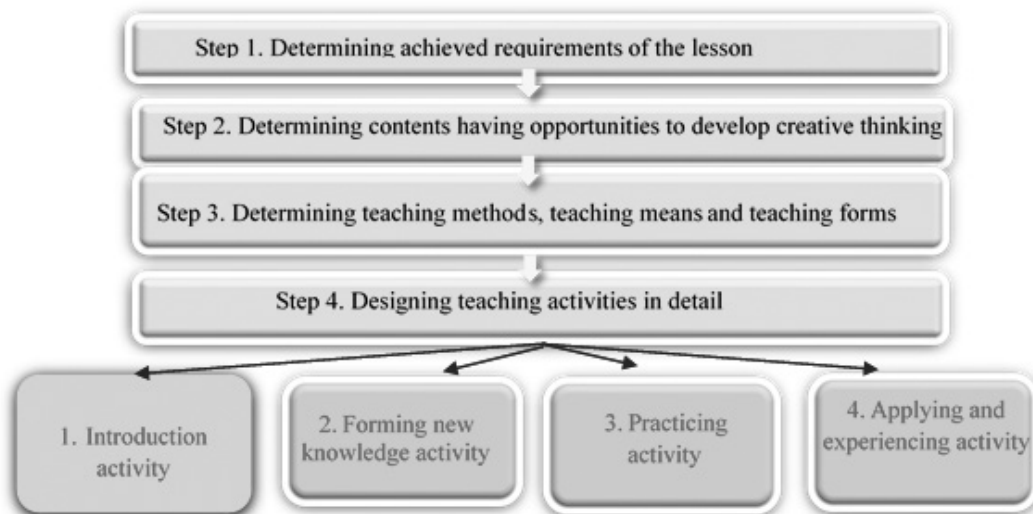 Step 1. Determining achieved requirements of the lesson
Step 2. Determining contents having opportunities to develop creative thinking
Step 3. Determining teaching methods, teaching means and teaching forms
Step 4. Designing teaching activities in detail
1. Introduction
activity
2. Forming new
knowledge activity
3. Practicing
activity
4. Applying and
experiencing activity